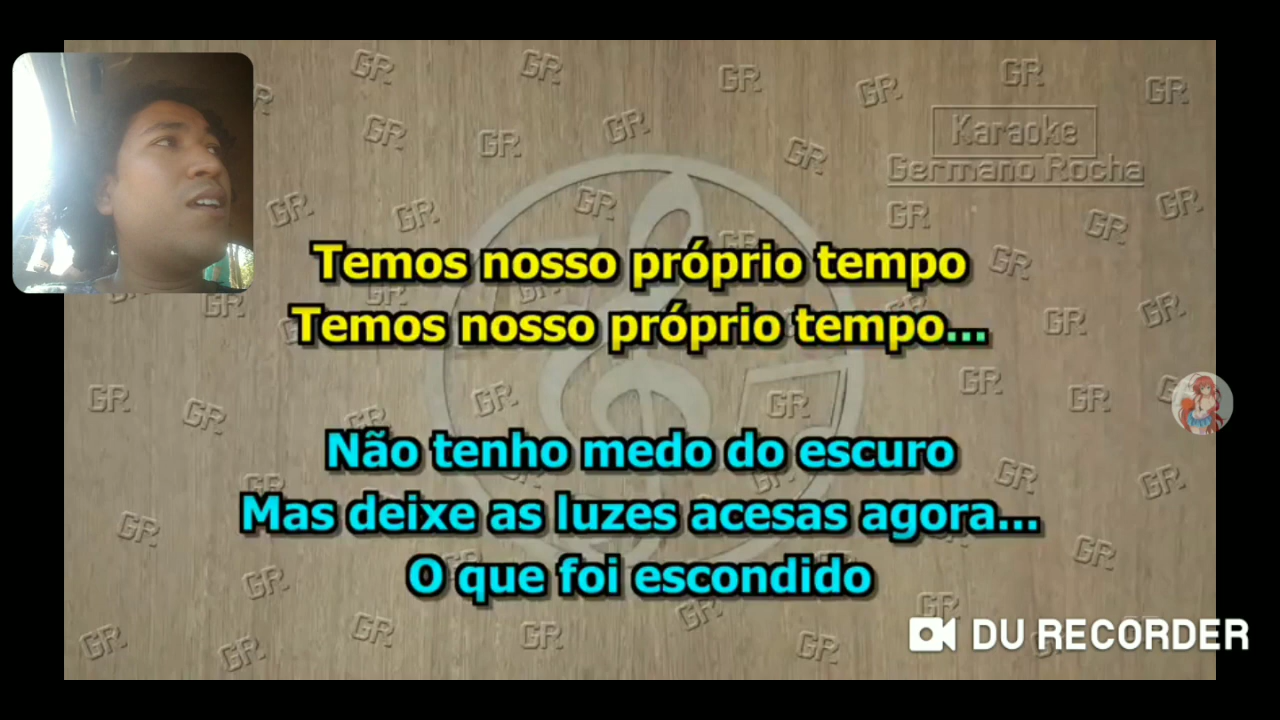 Karaoke
Germano Rocha
Temos nosso próprio tempo
Temos nosso próprio tempo...
Não tenho medo do escuro
Mas deixe as luzes acesas agora...
O que foi escondido
DU RECORDER
GR